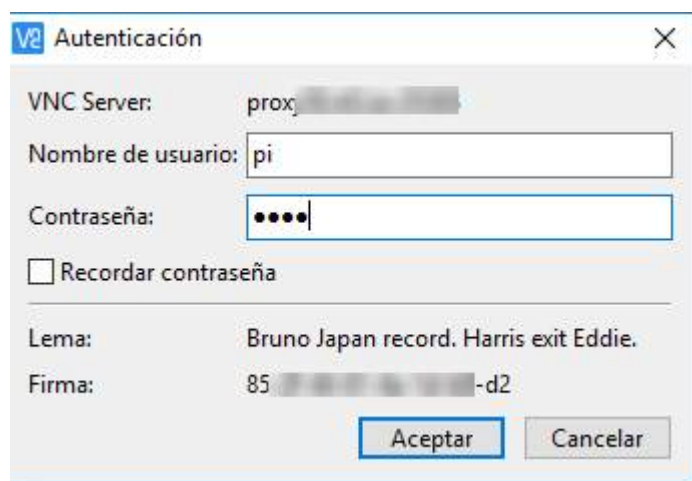 V2 Autenticación
VNC Server: prox
Nombre de usuario: pi
Contraseña: ••••
Recordar contraseña
Lema: Bruno Japan record. Harris exit Eddie.
Firma: 85 -d2
Aceptar Cancelar